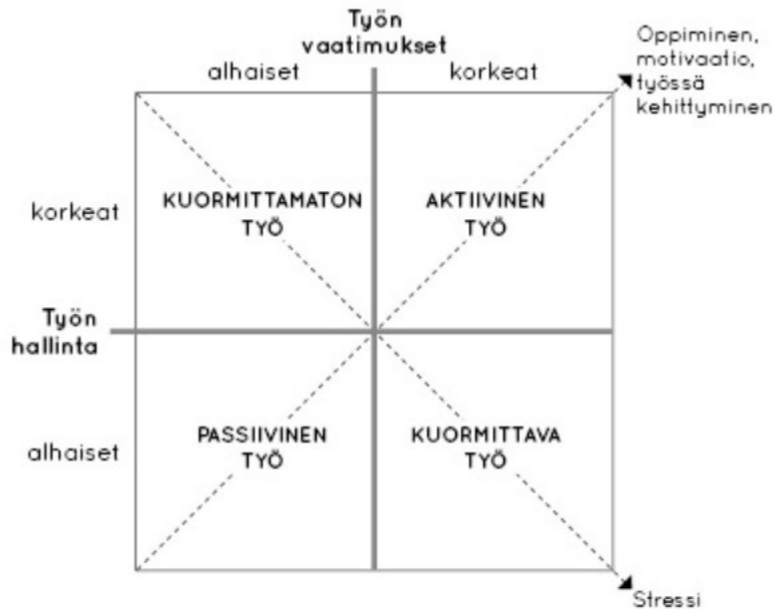 Työn
vaatimukset
alhaiset
korkeat
Oppiminen,
motivaatio,
työssä
kehittyminen
korkeat
KUORMITTAMATON
TYÖ
AKTIIVINEN
TYÖ
Työn
hallinta
alhaiset
PASSIIVINEN
TYÖ
KUORMITTAVA
TYÖ
Stressi